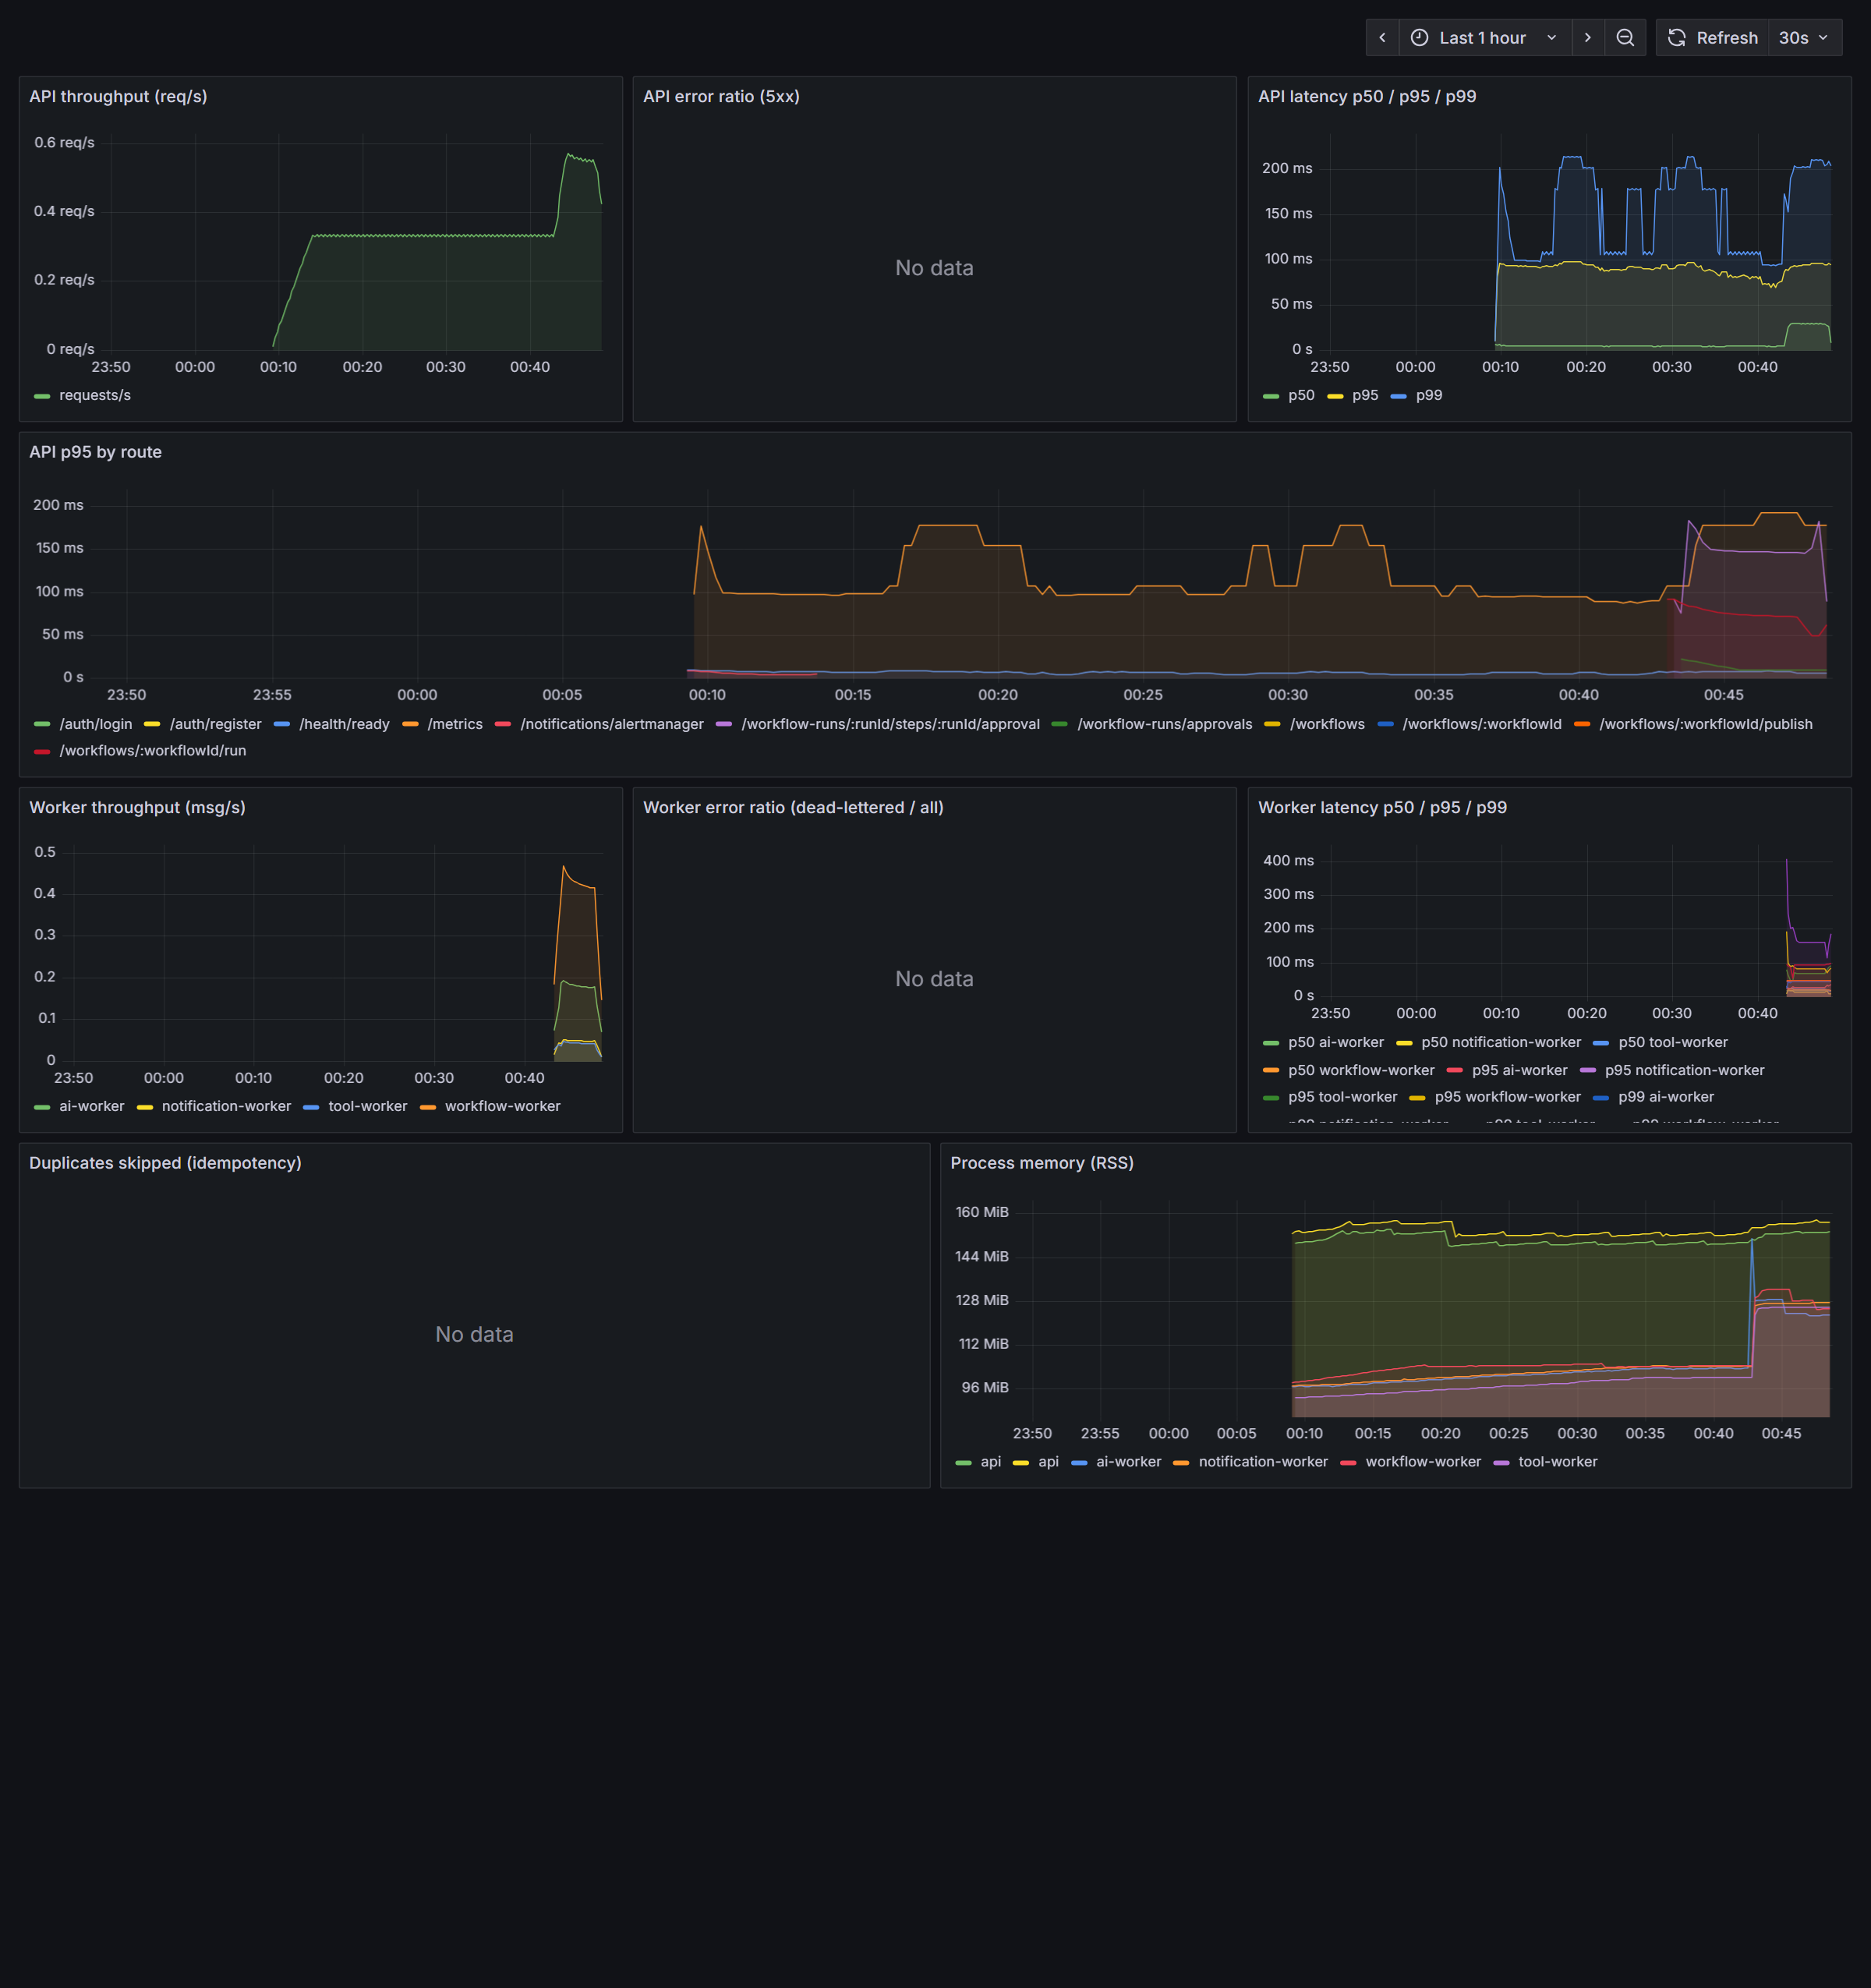 Last 1 hour Refresh 30s
API throughput (req/s)
0.6 req/s
0.4 req/s
0.2 req/s
0 req/s
23:50 00:00 00:10 00:20 00:30 00:40
requests/s
API error ratio (5xx)
No data
API latency p50 / p95 / p99
200 ms
150 ms
100 ms
50 ms
0 s
23:50 00:00 00:10 00:20 00:30 00:40
p50 p95 p99
API p95 by route
200 ms
150 ms
100 ms
50 ms
0 s
23:50 23:55 00:00 00:05 00:10 00:15 00:20 00:25 00:30 00:35 00:40 00:45
/auth/login /auth/register /health/ready /metrics /notifications/alertmanager /workflow-runs/:runId/steps/:runId/approval /workflow-runs/approvals /workflows /workflows/:workflowId /workflows/:workflowId/publish
/workflows/:workflowId/run
Worker throughput (msg/s)
0.5
0.4
0.3
0.2
0.1
0
23:50 00:00 00:10 00:20 00:30 00:40
ai-worker notification-worker tool-worker workflow-worker
Worker error ratio (dead-lettered / all)
No data
Worker latency p50 / p95 / p99
400 ms
300 ms
200 ms
100 ms
0 s
23:50 00:00 00:10 00:20 00:30 00:40
p50 ai-worker p50 notification-worker p50 tool-worker
p50 workflow-worker p95 ai-worker p95 notification-worker
p95 tool-worker p95 workflow-worker p99 ai-worker
p99 notification-worker p99 tool-worker p99 workflow-worker
Duplicates skipped (idempotency)
No data
Process memory (RSS)
160 MiB
144 MiB
128 MiB
112 MiB
96 MiB
23:50 23:55 00:00 00:05 00:10 00:15 00:20 00:25 00:30 00:35 00:40 00:45
api api ai-worker notification-worker workflow-worker tool-worker